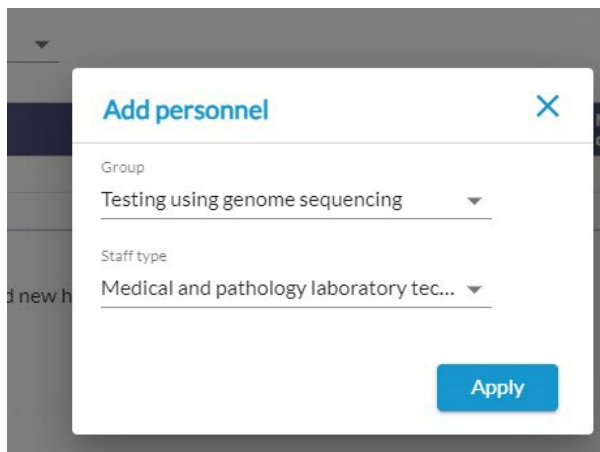 Add personnel
Group
Testing using genome sequencing
Staff type
Medical and pathology laboratory tec...
d new h
Apply